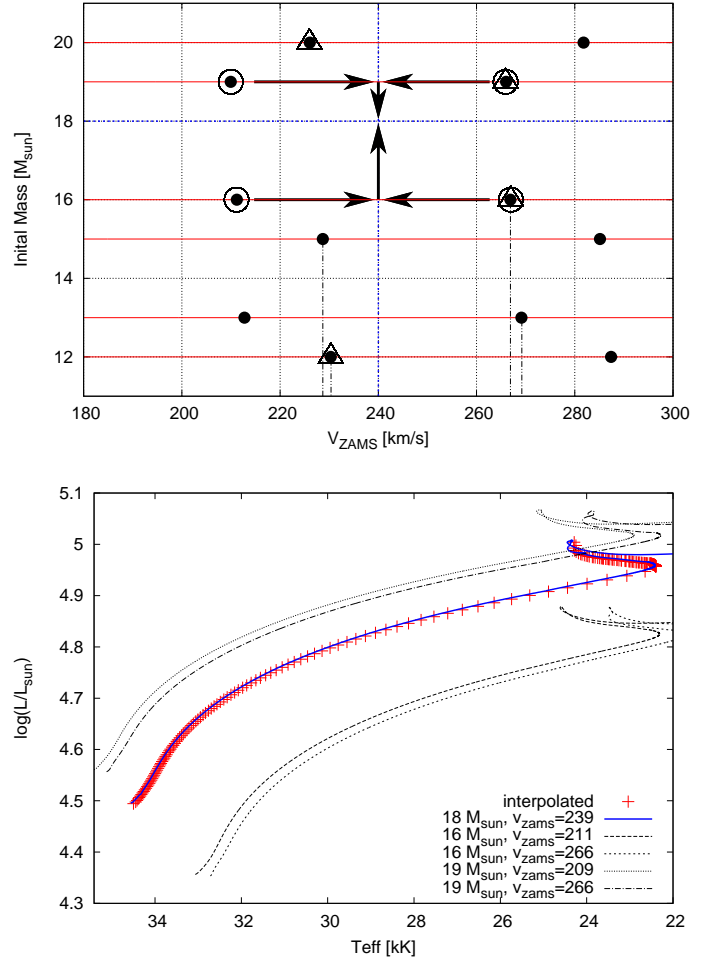 20
18
16
14
12
Inital Mass [M_sun]
180
200
220
240
260
280
300
V_ZAMS [km/s]
5.1
5
4.9
4.8
4.7
4.6
4.5
4.4
4.3
log(L/L_sun)
interpolated
18 M_sun, v_zams=239
16 M_sun, v_zams=211
16 M_sun, v_zams=266
19 M_sun, v_zams=209
19 M_sun, v_zams=266
34
32
30
28
26
24
22
Teff [kK]